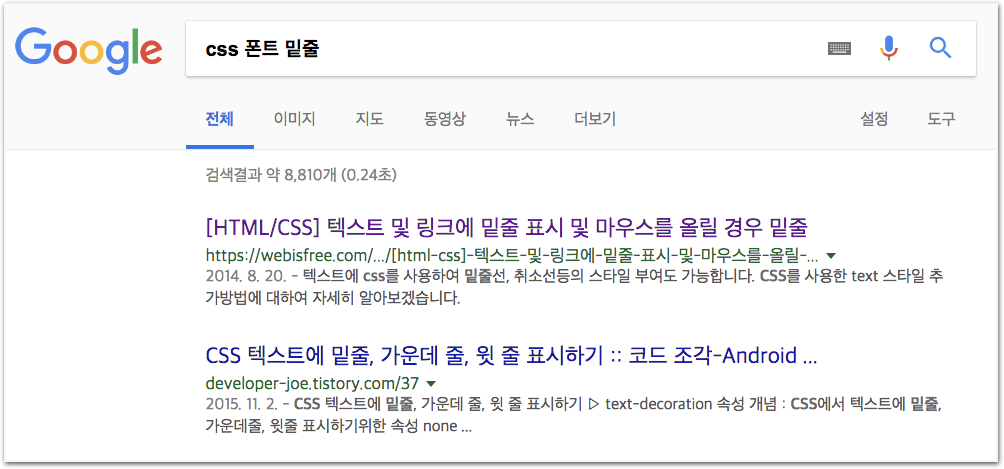 Google
css 폰트 밑줄
전체 이미지 지도 동영상 뉴스 더보기 설정 도구
검색결과 약 8,810개 (0.24초)
[HTML/CSS] 텍스트 및 링크에 밑줄 표시 및 마우스를 올릴 경우 밑줄
https://webisfree.com/.../[html-css]-텍스트-및-링크에-밑줄-표시-및-마우스를-올릴-...
2014. 8. 20. - 텍스트에 css를 사용하여 밑줄선, 취소선등의 스타일 부여도 가능합니다. CSS를 사용한 text 스타일 추
가방법에 대하여 자세히 알아보겠습니다.
CSS 텍스트에 밑줄, 가운데 줄, 윗 줄 표시하기 :: 코드 조각-Android ...
developer-joe.tistory.com/37
2015. 11. 2. - CSS 텍스트에 밑줄, 가운데 줄, 윗 줄 표시하기 ▷ text-decoration 속성 개념 : CSS에서 텍스트에 밑줄,
가운데줄, 윗줄 표시하기위한 속성 none ...